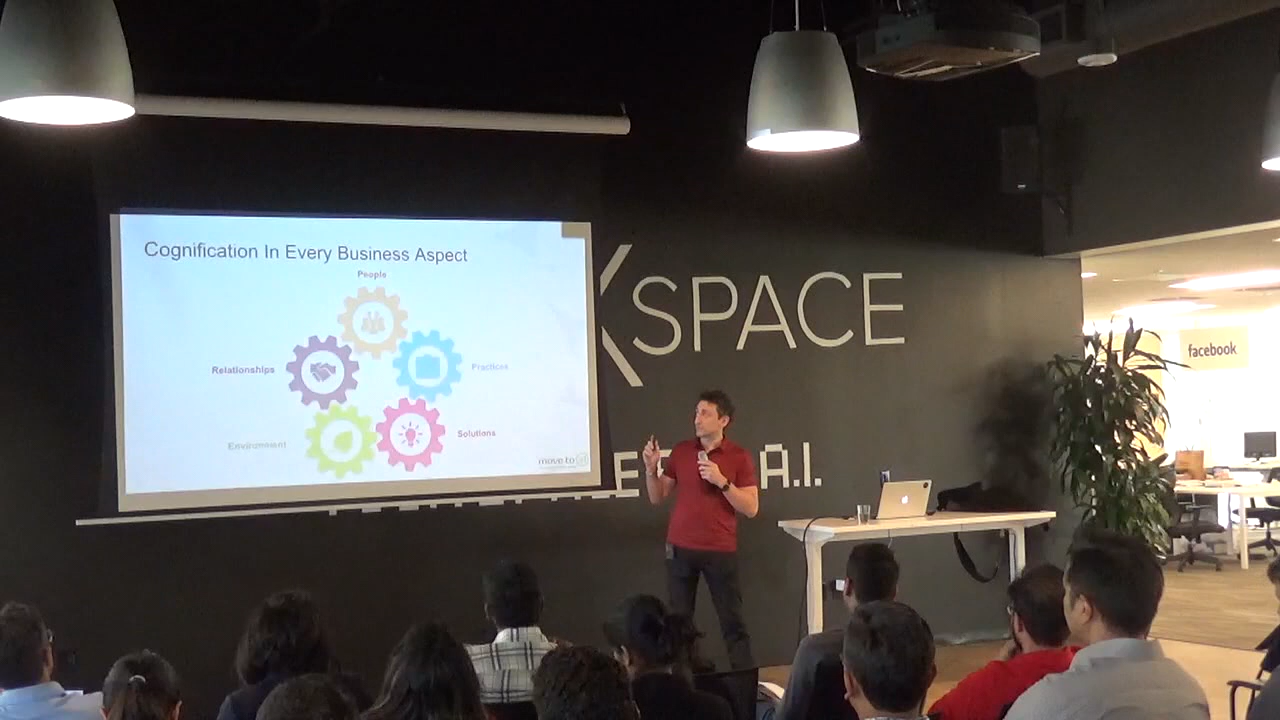 Cognification In Every Business Aspect
People
Relationships
Practices
Environment
Solutions
move to
SPACE
A.I.
facebook